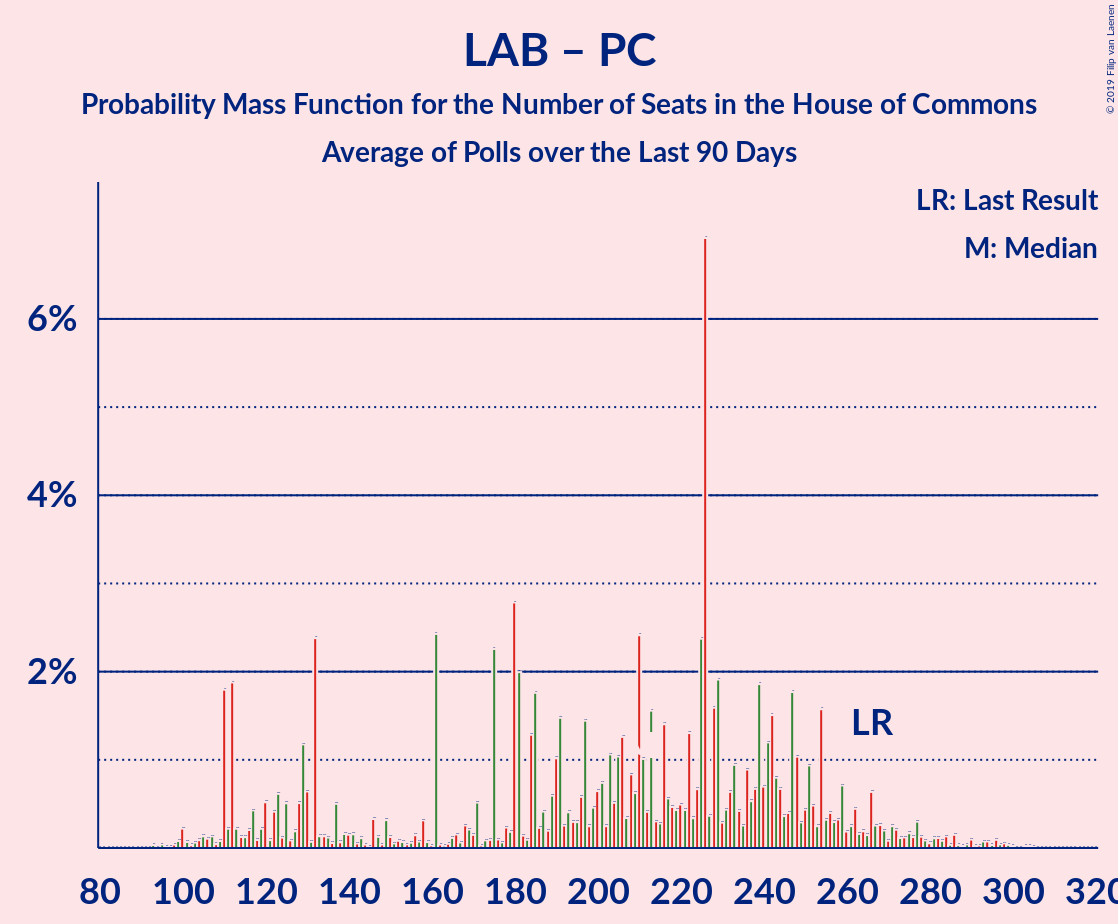 LAB – PC
Probability Mass Function for the Number of Seats in the House of Commons
Average of Polls over the Last 90 Days
© 2019 Filip van Laenen
LR: Last Result
M: Median
6%
4%
2%
LR
80 100 120 140 160 180 200 220 240 260 280 300 320